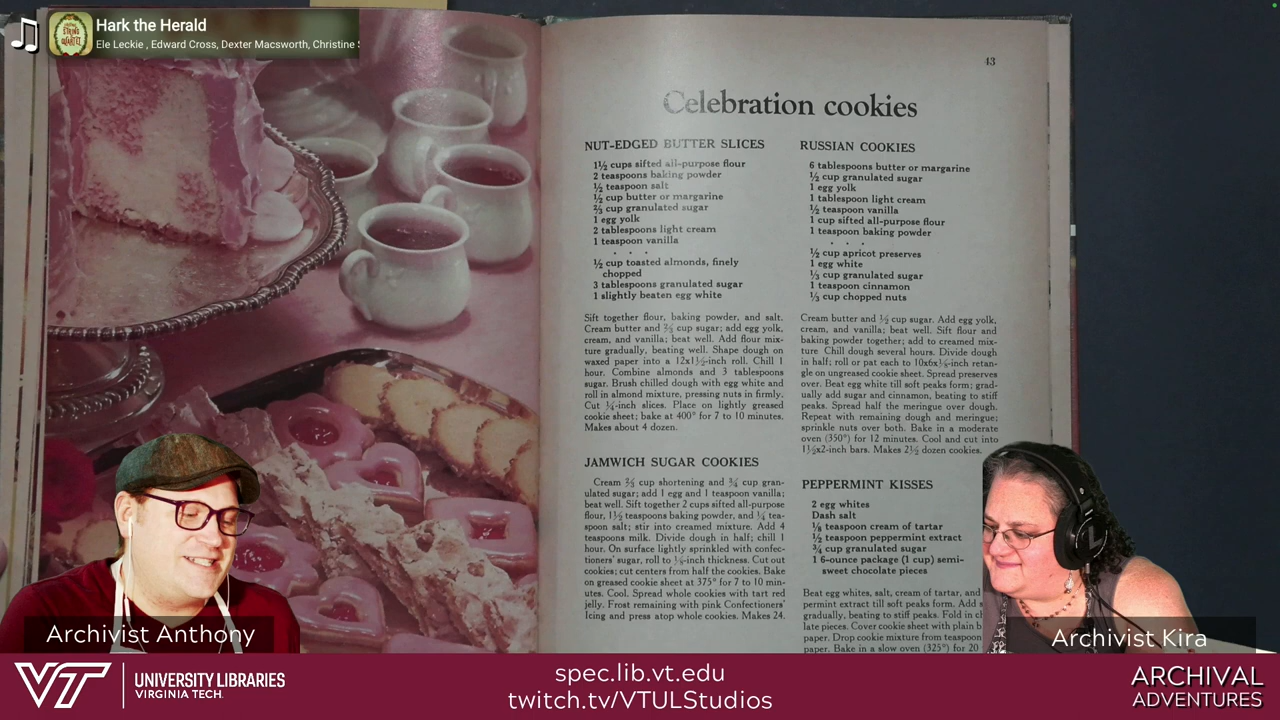 Hark the Herald
Ele Leckie , Edward Cross, Dexter Macsworth, Christine
43
Celebration cookies
NUT-EDGED BUTTER SLICES
1½ cups sifted all-purpose flour
2 teaspoons baking powder
½ teaspoon salt
½ cup butter or margarine
⅔ cup granulated sugar
1 egg yolk
2 tablespoons light cream
1 teaspoon vanilla
. . .
½ cup toasted almonds, finely
chopped
3 tablespoons granulated sugar
1 slightly beaten egg white
Sift together flour, baking powder, and salt.
Cream butter and ⅔ cup sugar; add egg yolk,
cream, and vanilla; beat well. Add flour mix-
ture gradually, beating well. Shape dough on
waxed paper into a 12x1½-inch roll. Chill 1
hour. Combine almonds and 3 tablespoons
sugar. Brush chilled dough with egg white and
roll in almond mixture, pressing nuts in firmly.
Cut ¼-inch slices. Place on lightly greased
cookie sheet; bake at 400° for 7 to 10 minutes.
Makes about 4 dozen.
JAMWICH SUGAR COOKIES
Cream ⅔ cup shortening and ¾ cup gran-
ulated sugar; add 1 egg and 1 teaspoon vanilla;
beat well. Sift together 2 cups sifted all-purpose
flour, 1½ teaspoons baking powder, and ¼ tea-
spoon salt; stir into creamed mixture. Add 4
teaspoons milk. Divide dough in half; chill 1
hour. On surface lightly sprinkled with confec-
tioners' sugar, roll to ⅛-inch thickness. Cut out
cookies; cut centers from half the cookies. Bake
on greased cookie sheet at 375° for 7 to 10 min-
utes. Cool. Spread whole cookies with tart red
jelly. Frost remaining with pink Confectioners'
Icing and press atop whole cookies. Makes 24.
RUSSIAN COOKIES
6 tablespoons butter or margarine
½ cup granulated sugar
1 egg yolk
1 tablespoon light cream
½ teaspoon vanilla
1 cup sifted all-purpose flour
1 teaspoon baking powder
. . .
½ cup apricot preserves
1 egg white
⅓ cup granulated sugar
1 teaspoon cinnamon
⅓ cup chopped nuts
Cream butter and ½ cup sugar. Add egg yolk,
cream, and vanilla; beat well. Sift flour and
baking powder together; add to creamed mix-
ture. Chill dough several hours. Divide dough
in half; roll or pat each to 10x6x⅛-inch rectan-
gle on ungreased cookie sheet. Spread preserves
over. Beat egg white till soft peaks form; grad-
ually add sugar and cinnamon, beating to stiff
peaks. Spread half the meringue over dough.
Repeat with remaining dough and meringue;
sprinkle nuts over both. Bake in a moderate
oven (350°) for 12 minutes. Cool and cut into
1½x2-inch bars. Makes 2½ dozen cookies.
PEPPERMINT KISSES
2 egg whites
Dash salt
⅛ teaspoon cream of tartar
½ teaspoon peppermint extract
¾ cup granulated sugar
1 6-ounce package (1 cup) semi-
sweet chocolate pieces
Beat egg whites, salt, cream of tartar, and
permint extract till soft peaks form. Add
gradually, beating to stiff peaks. Fold in
late pieces. Cover cookie sheet with plain
paper. Drop cookie mixture from teaspoon
paper. Bake in a slow oven (325°) for 20
Archivist Anthony
Archivist Kira
VT
UNIVERSITY LIBRARIES
VIRGINIA TECH
spec.lib.vt.edu
twitch.tv/VTULStudios
ARCHIVAL
ADVENTURES